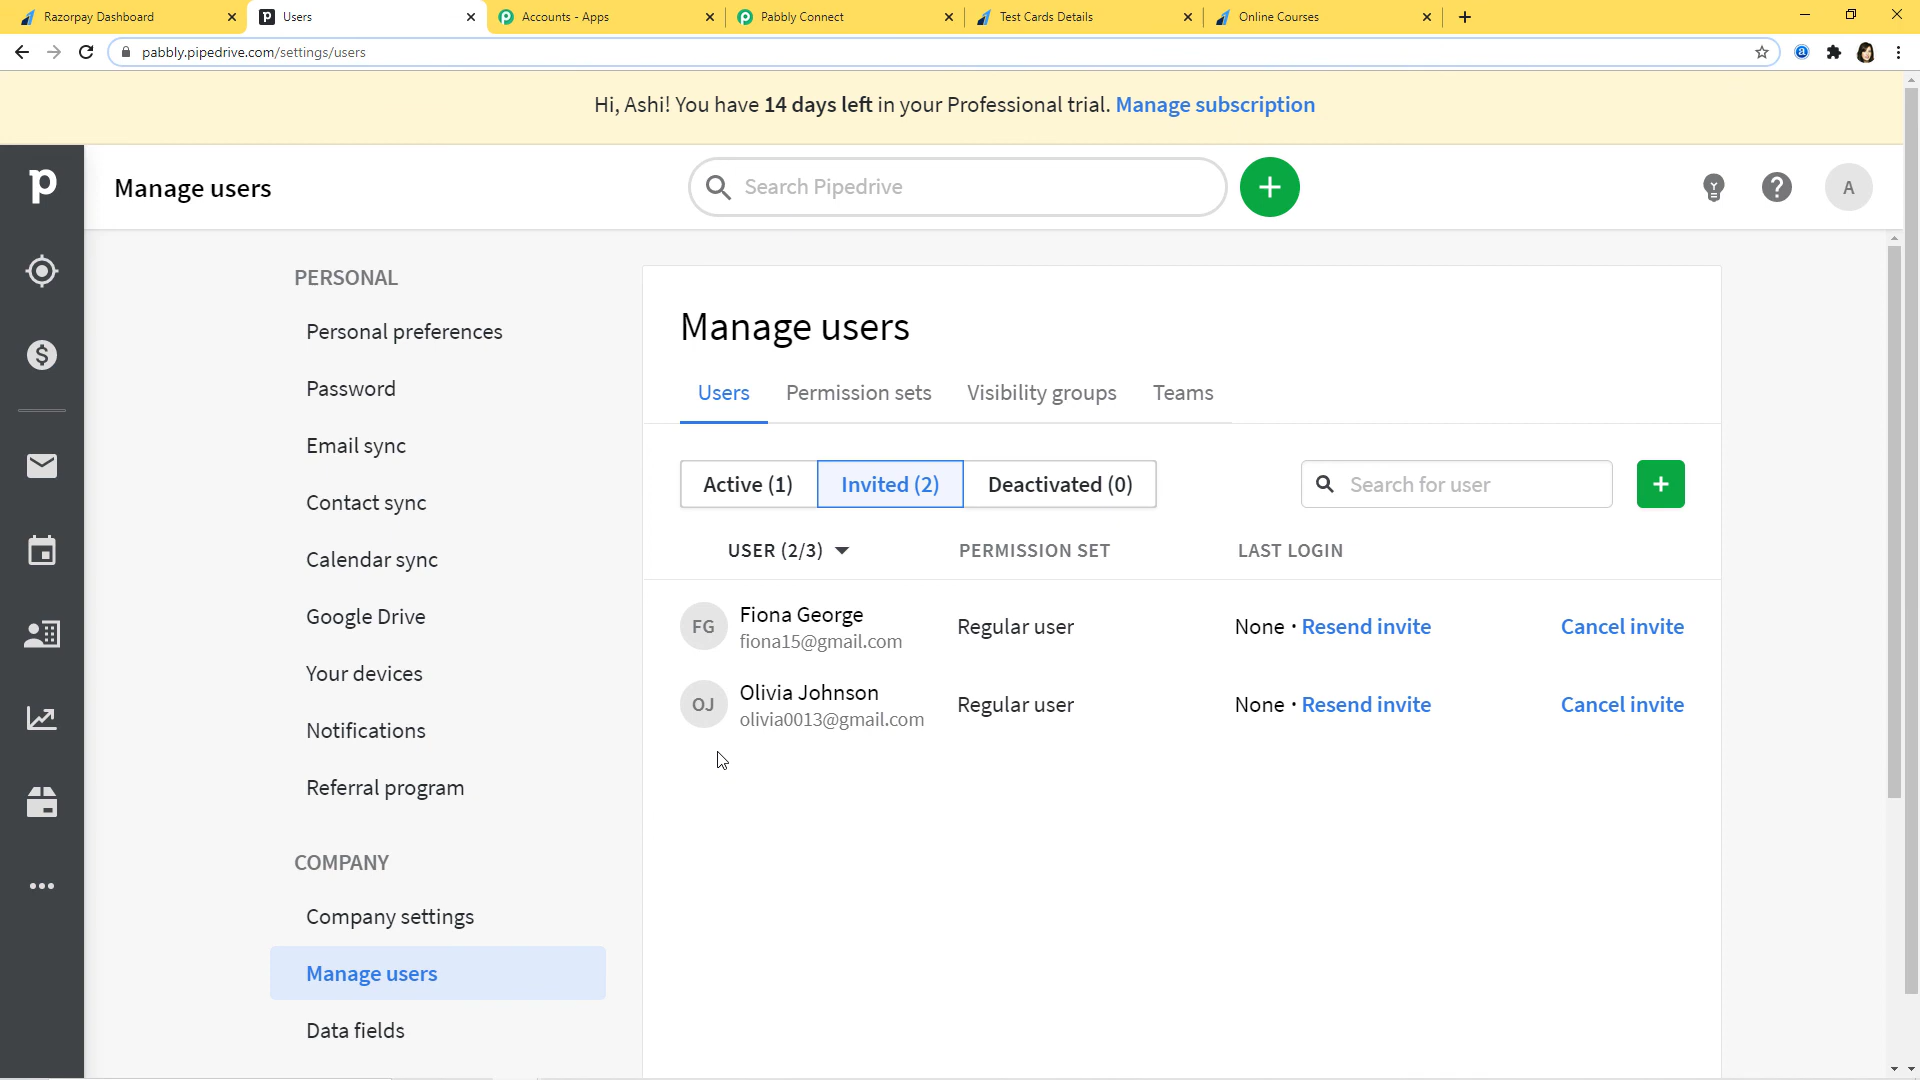 Razorpay Dashboard
Users
Accounts - Apps
Pabbly Connect
Test Cards Details
Online Courses
pabbly.pipedrive.com/settings/users
Hi, Ashi! You have 14 days left in your Professional trial. Manage subscription
Manage users
Search Pipedrive
A
PERSONAL
Personal preferences
Password
Email sync
Contact sync
Calendar sync
Google Drive
Your devices
Notifications
Referral program
COMPANY
Company settings
Manage users
Data fields
Manage users
Users Permission sets Visibility groups Teams
Active (1) Invited (2) Deactivated (0)
Search for user
USER (2/3) PERMISSION SET LAST LOGIN
FG Fiona George
fiona15@gmail.com
Regular user None · Resend invite Cancel invite
OJ Olivia Johnson
olivia0013@gmail.com
Regular user None · Resend invite Cancel invite